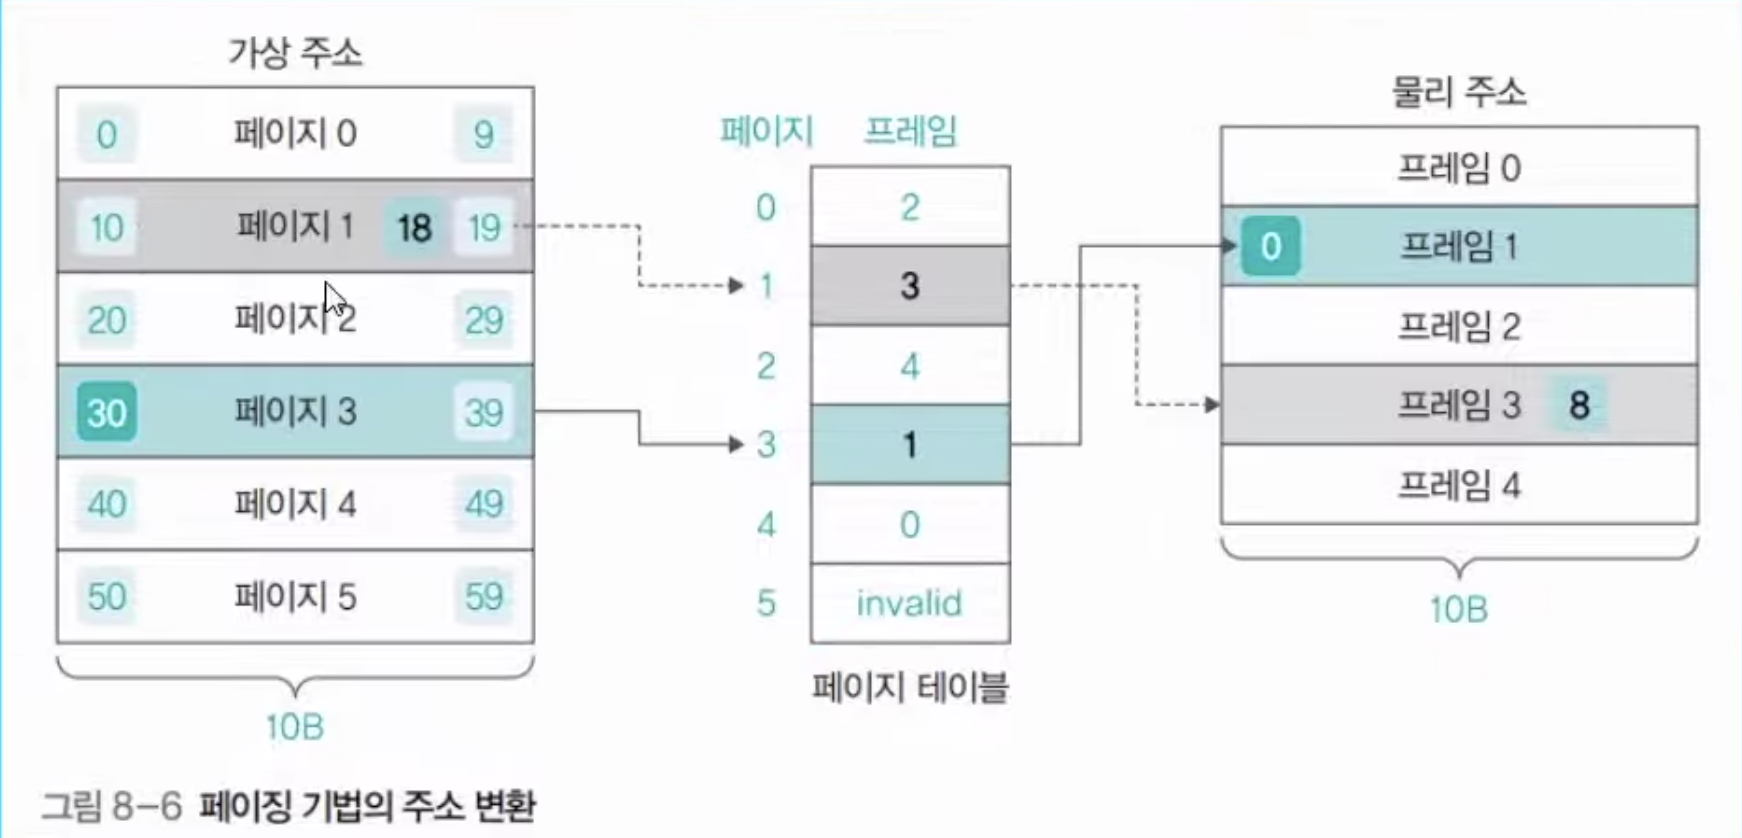 가상 주소
0 페이지 0 9
10 페이지 1 18 19
20 페이지 2 29
30 페이지 3 39
40 페이지 4 49
50 페이지 5 59
10B
페이지 프레임
0 2
1 3
2 4
3 1
4 0
5 invalid
페이지 테이블
물리 주소
프레임 0
0 프레임 1
프레임 2
프레임 3 8
프레임 4
10B
그림 8-6 페이징 기법의 주소 변환